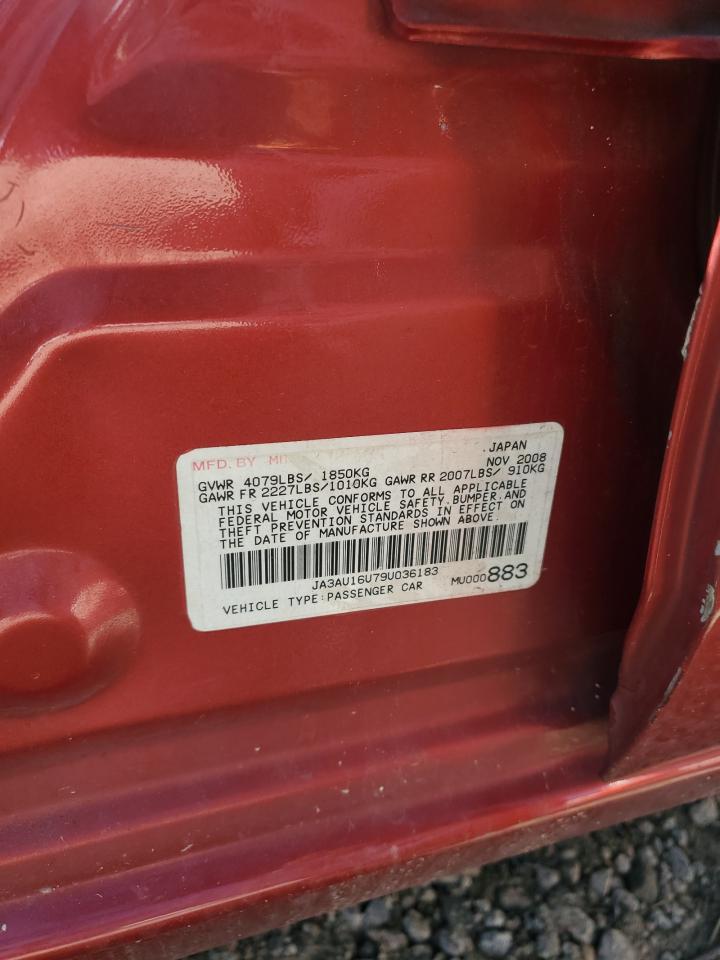 MFD. BY JAPAN
NOV 2008
GVWR 4079LBS/ 1850KG
GAWR FR 2227LBS/1010KG GAWR RR 2007LBS/ 910KG
THIS VEHICLE CONFORMS TO ALL APPLICABLE
FEDERAL MOTOR VEHICLE SAFETY,BUMPER,AND
THEFT PREVENTION STANDARDS IN EFFECT ON
THE DATE OF MANUFACTURE SHOWN ABOVE.
JA3AU16U79U036183
VEHICLE TYPE:PASSENGER CAR MU000883